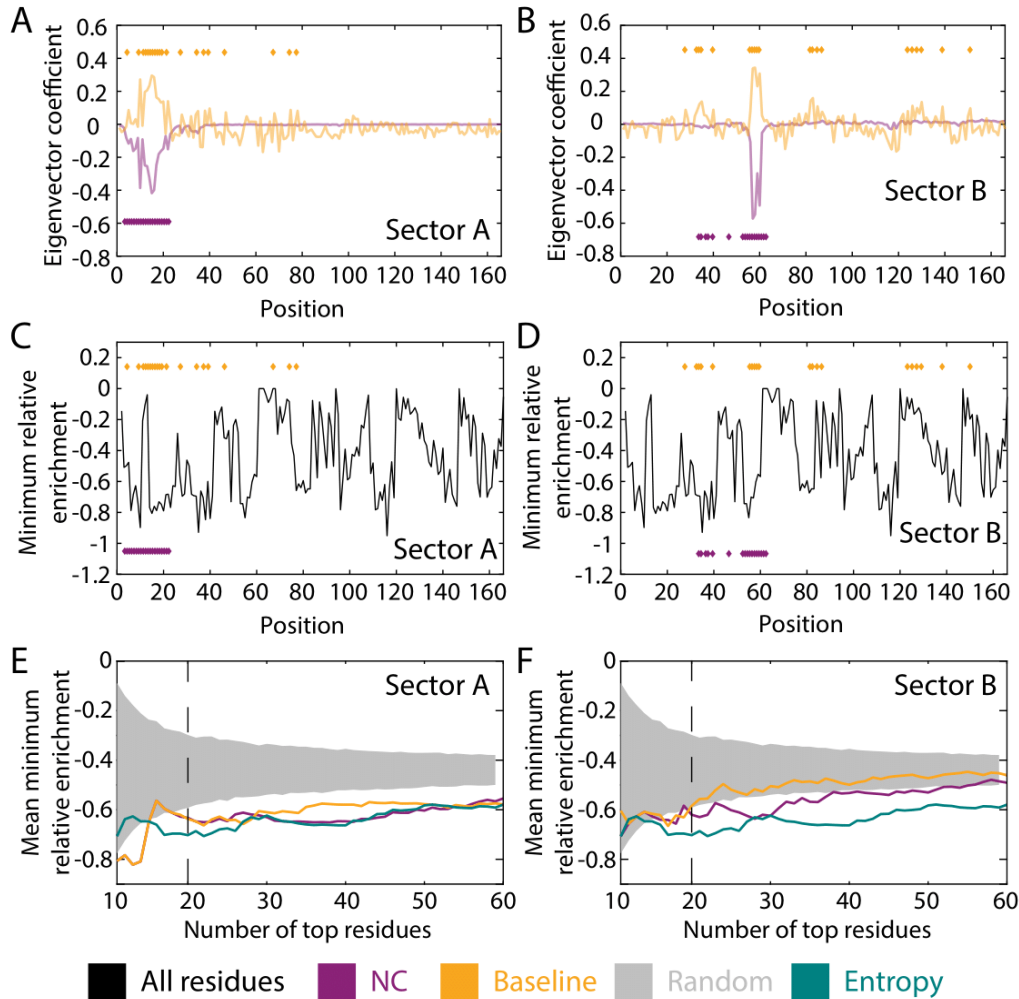 A
B
0.6
0.4
0.2
0
-0.2
-0.4
-0.6
-0.8
Eigenvector coefficient
Sector A
0 20 40 60 80 100 120 140 160
Position
0.6
0.4
0.2
0
-0.2
-0.4
-0.6
-0.8
Eigenvector coefficient
Sector B
0 20 40 60 80 100 120 140 160
Position
C
D
0.2
0
-0.2
-0.4
-0.6
-0.8
-1
-1.2
Minimum relative
enrichment
Sector A
0 20 40 60 80 100 120 140 160
Position
0.2
0
-0.2
-0.4
-0.6
-0.8
-1
-1.2
Minimum relative
enrichment
Sector B
0 20 40 60 80 100 120 140 160
Position
E
F
0
-0.2
-0.4
-0.6
-0.8
Mean minimum
relative enrichment
Sector A
10 20 30 40 50 60
Number of top residues
0
-0.2
-0.4
-0.6
-0.8
Mean minimum
relative enrichment
Sector B
10 20 30 40 50 60
Number of top residues
All residues NC Baseline Random Entropy